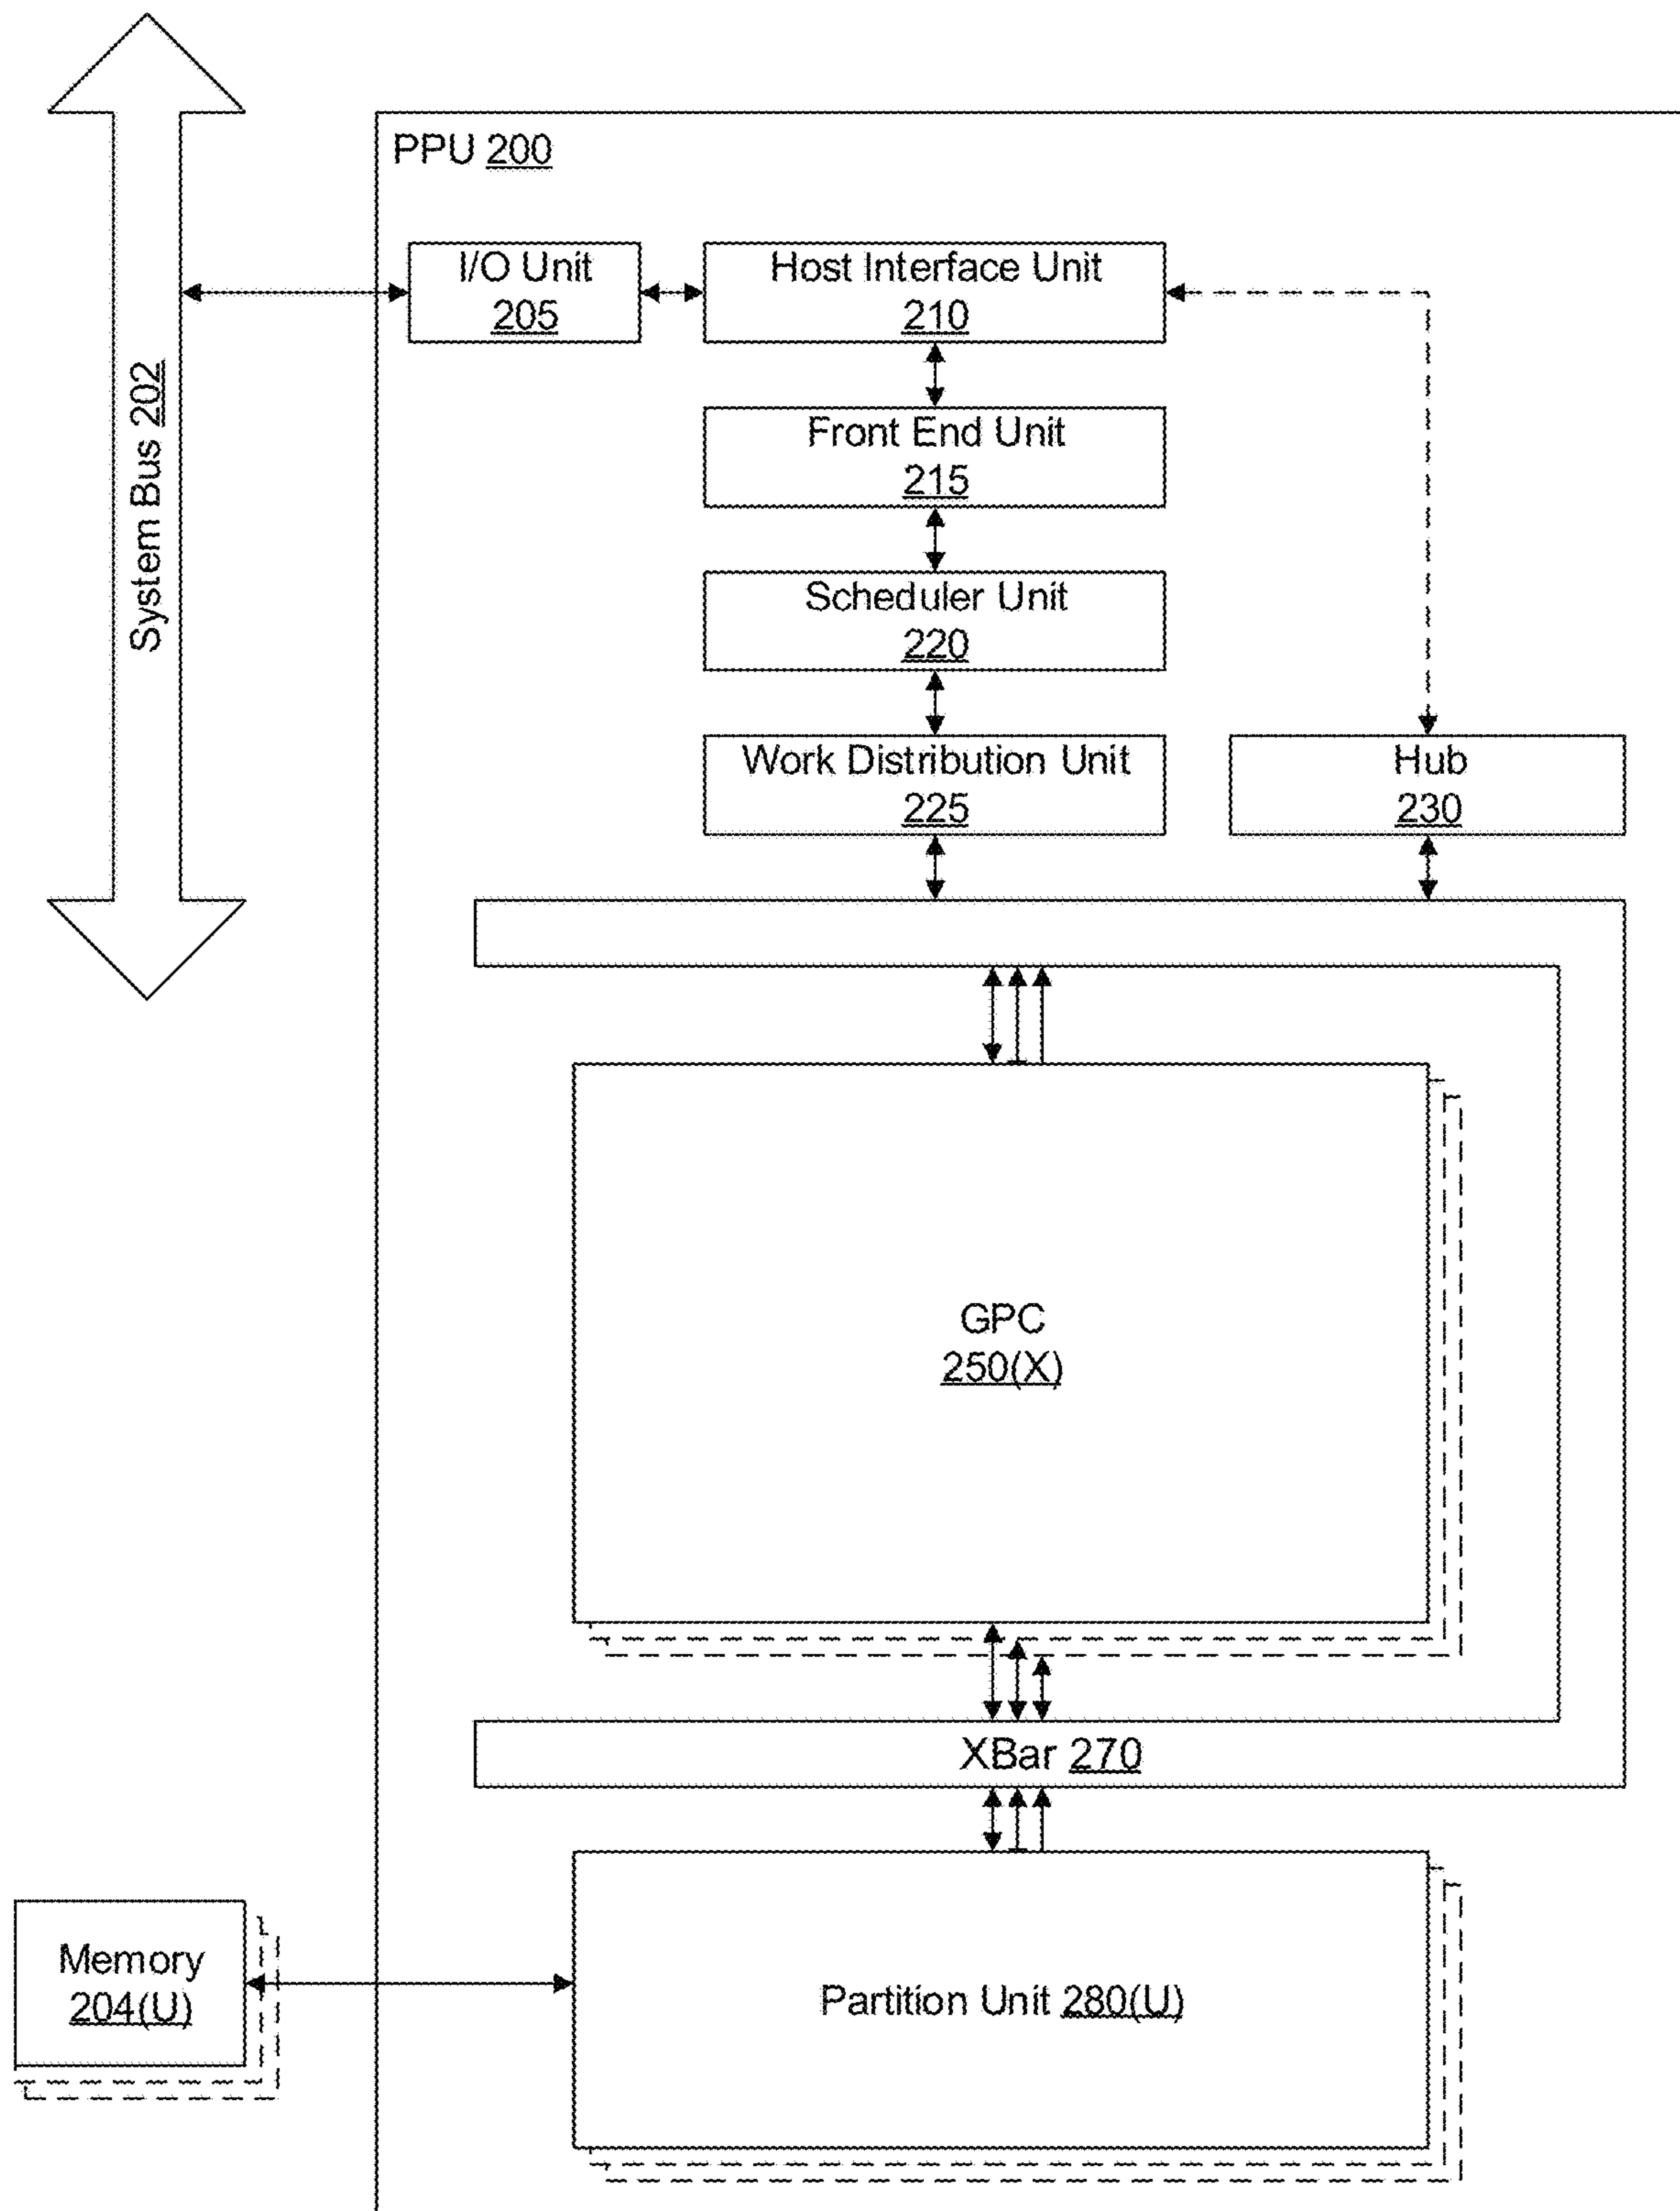 PPU 200
I/O Unit
205
Host Interface Unit
210
System Bus 202
Front End Unit
215
Scheduler Unit
220
Work Distribution Unit
225
Hub
230
GPC
250(X)
XBar 270
Memory
204(U)
Partition Unit 280(U)